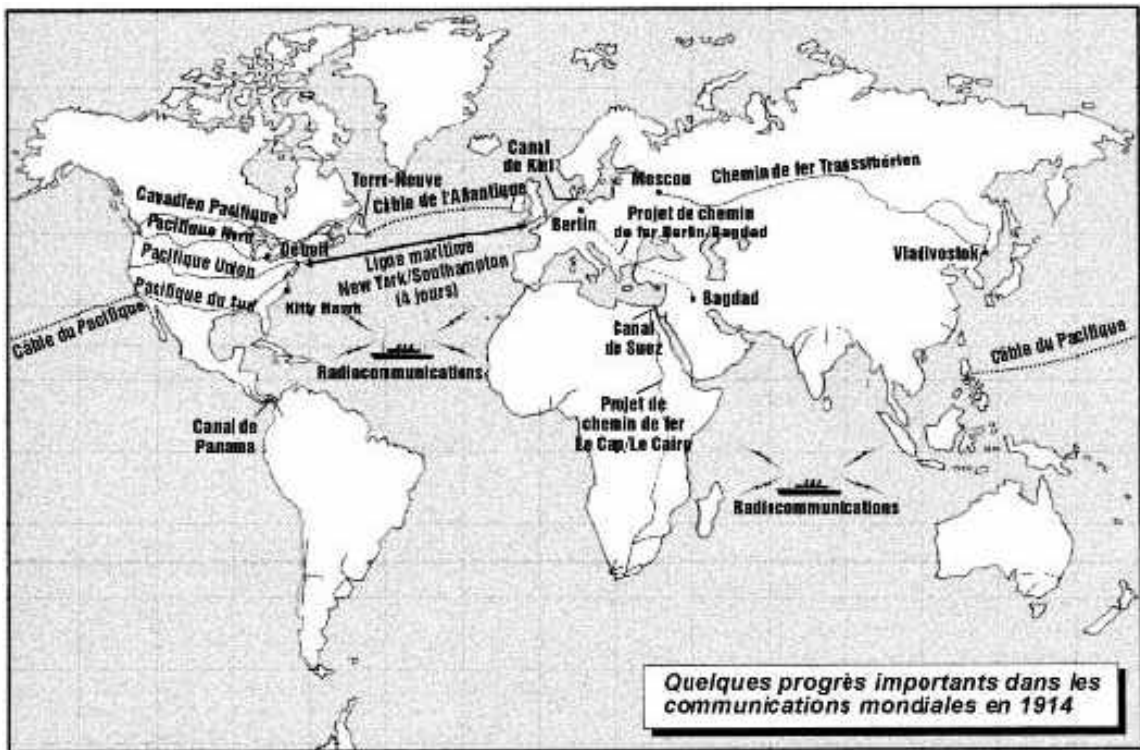 Canal
de Kiel
Terre-Neuve
Câble de l'Atlantique
Moscou
Chemin de fer Transsibérien
Canadien Pacifique
Pacifique Nord
Détroit
Berlin
Projet de chemin
de fer Berlin/Bagdad
Pacifique Union
Ligne maritime
New York/Southampton
(4 jours)
Vladivostok
Pacifique du sud
Kitty Hawk
Bagdad
Câble du Pacifique
Canal
de Suez
Câble du Pacifique
Radiocommunications
Projet de
chemin de fer
Le Cap/Le Caire
Canal de
Panama
Radiocommunications
Quelques progrès importants dans les
communications mondiales en 1914